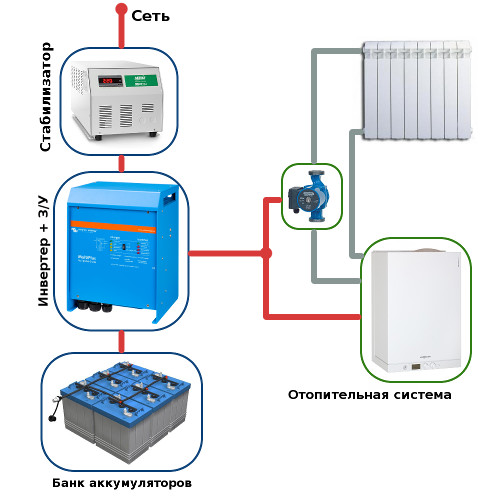 Сеть
Стабилизатор
Инвертер + З/У
Отопительная система
Банк аккумуляторов